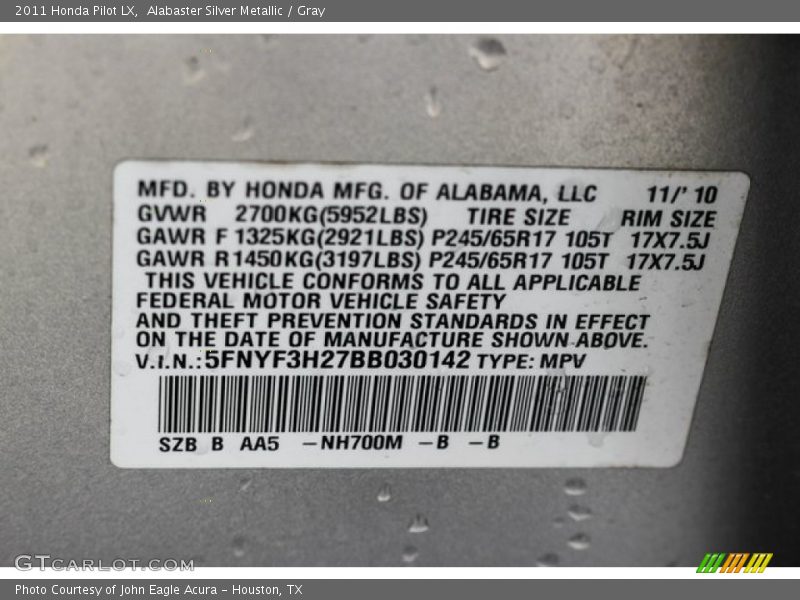 2011 Honda Pilot LX,  Alabaster Silver Metallic / Gray
MFD. BY HONDA MFG. OF ALABAMA, LLC 11/' 10
GVWR 2700KG(5952LBS) TIRE SIZE RIM SIZE
GAWR F 1325KG(2921LBS) P245/65R17 105T 17X7.5J
GAWR R 1450KG(3197LBS) P245/65R17 105T 17X7.5J
THIS VEHICLE CONFORMS TO ALL APPLICABLE
FEDERAL MOTOR VEHICLE SAFETY
AND THEFT PREVENTION STANDARDS IN EFFECT
ON THE DATE OF MANUFACTURE SHOWN ABOVE.
V.I.N.:5FNYF3H27BB030142 TYPE: MPV
SZB B AA5 –NH700M –B –B
GTcarlot.com
Photo Courtesy of John Eagle Acura – Houston, TX